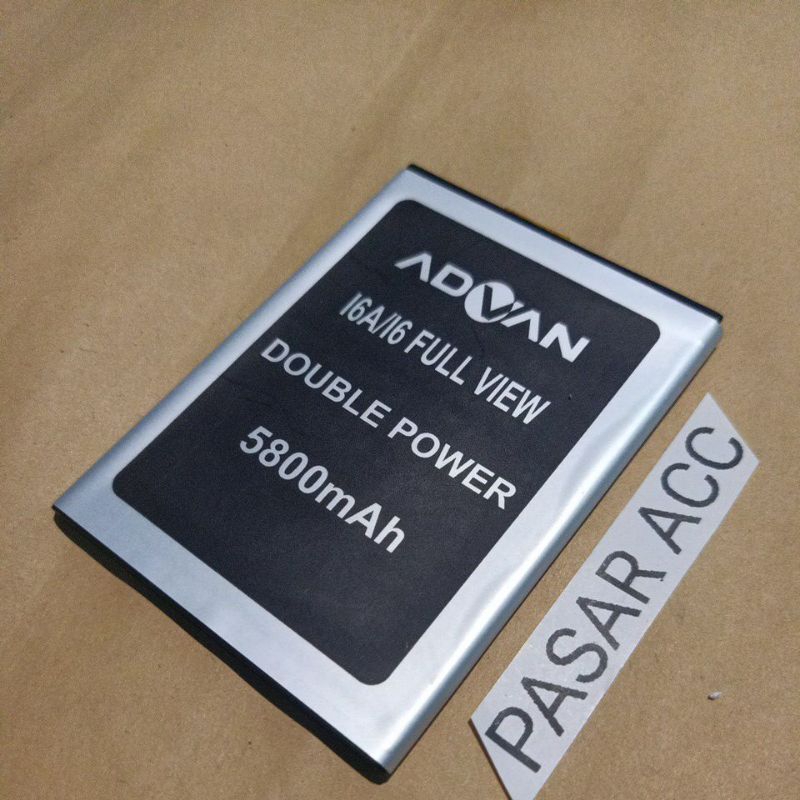 ADVAN
I6A/I6 FULL VIEW
DOUBLE POWER
5800mAh
PASAR ACC